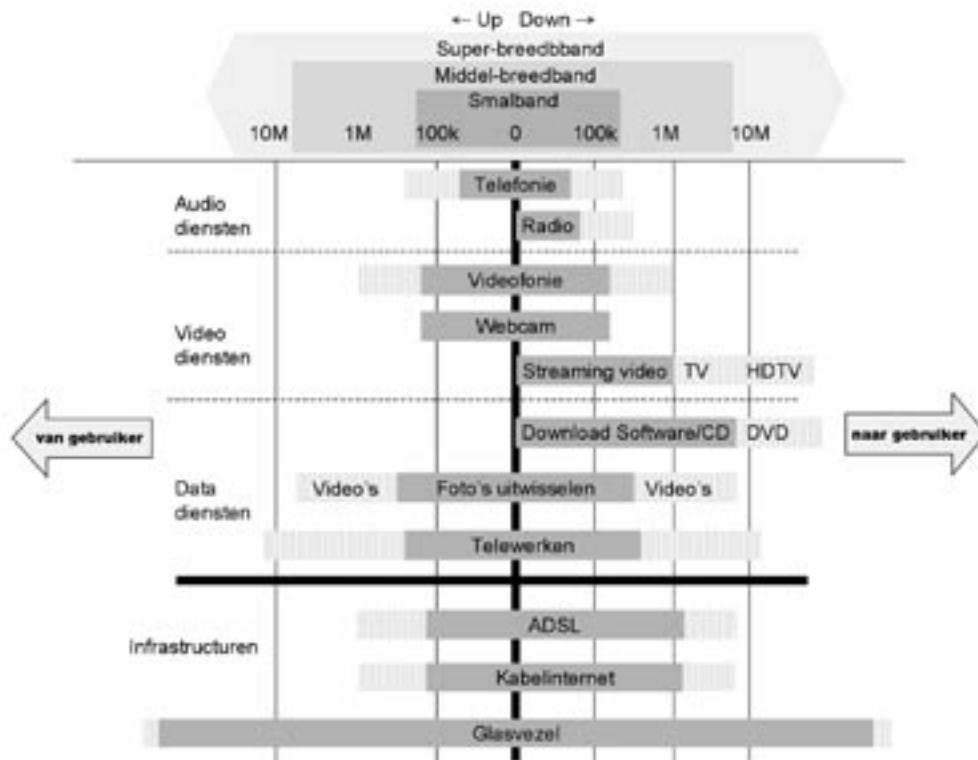 ← Up Down →
Super-breedbband
Middel-breedband
Smalband
10M 1M 100k 0 100k 1M 10M
Audio
diensten
Telefonie
Radio
Video
diensten
Videofonie
Webcam
Streaming video TV HDTV
van gebruiker
naar gebruiker
Data
diensten
Download Software/CD DVD
Video's Foto's uitwisselen Video's
Telewerken
Infrastructuren
ADSL
Kabelinternet
Glasvezel